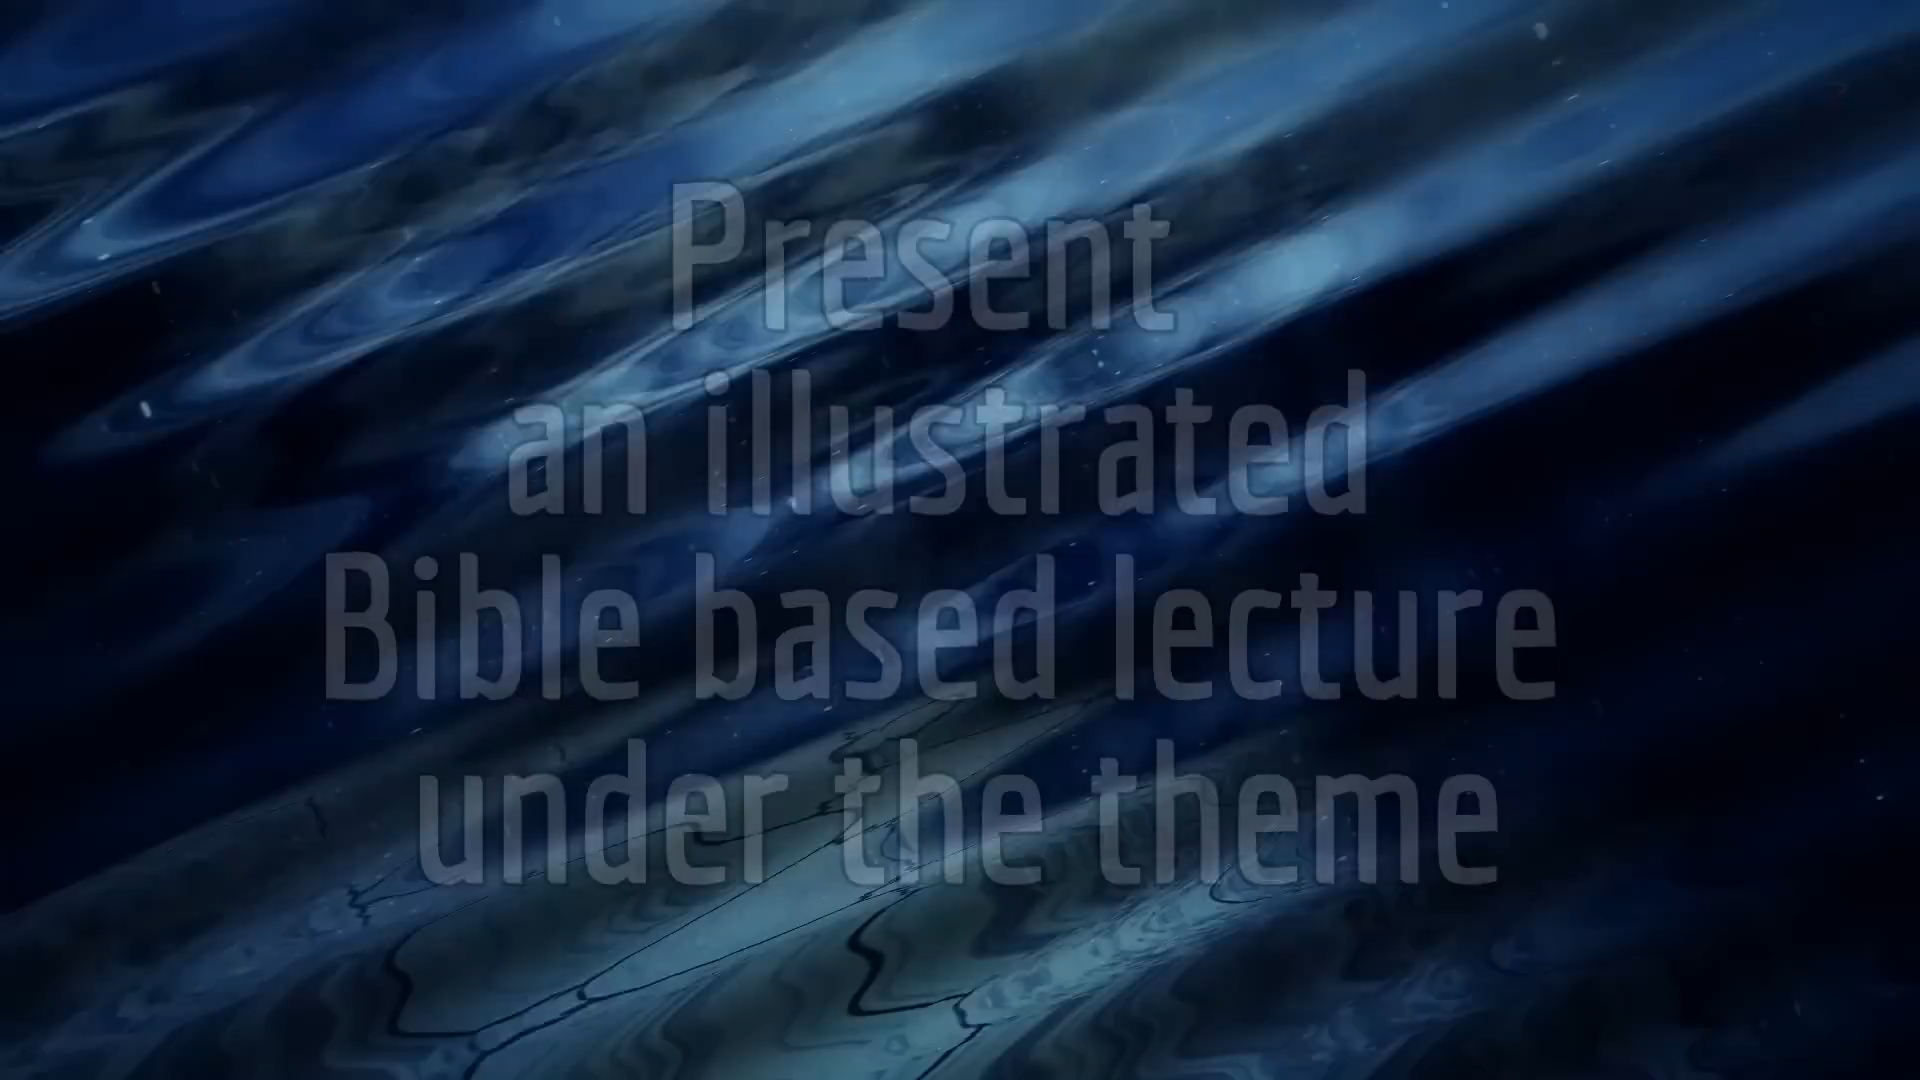 Present
an illustrated
Bible based lecture
under the theme